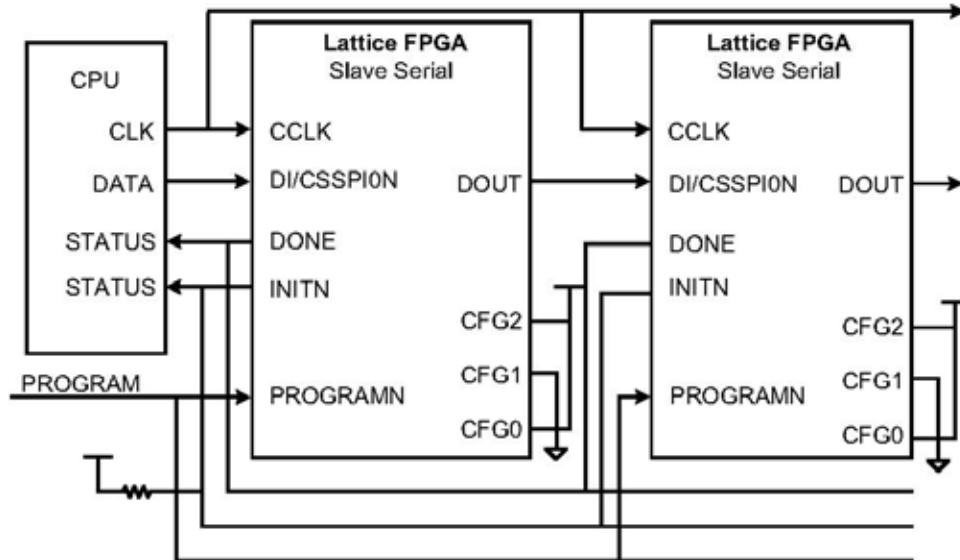 CPU
CLK
DATA
STATUS
STATUS
PROGRAM
Lattice FPGA
Slave Serial
CCLK
DI/CSSPI0N
DOUT
DONE
INITN
CFG2
CFG1
PROGRAMN
CFG0
Lattice FPGA
Slave Serial
CCLK
DI/CSSPI0N
DOUT
DONE
INITN
CFG2
CFG1
PROGRAMN
CFG0